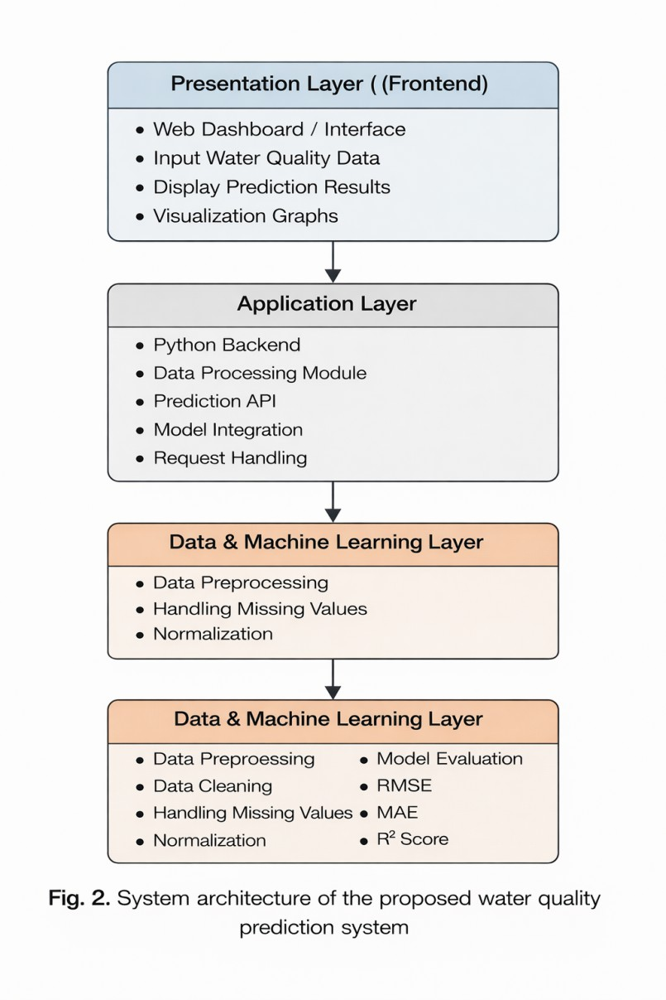 Presentation Layer ( (Frontend)
• Web Dashboard / Interface
• Input Water Quality Data
• Display Prediction Results
• Visualization Graphs
Application Layer
• Python Backend
• Data Processing Module
• Prediction API
• Model Integration
• Request Handling
Data & Machine Learning Layer
• Data Preprocessing
• Handling Missing Values
• Normalization
Data & Machine Learning Layer
• Data Preproessing
• Data Cleaning
• Handling Missing Values
• Normalization
• Model Evaluation
• RMSE
• MAE
• R² Score
Fig. 2. System architecture of the proposed water quality
prediction system